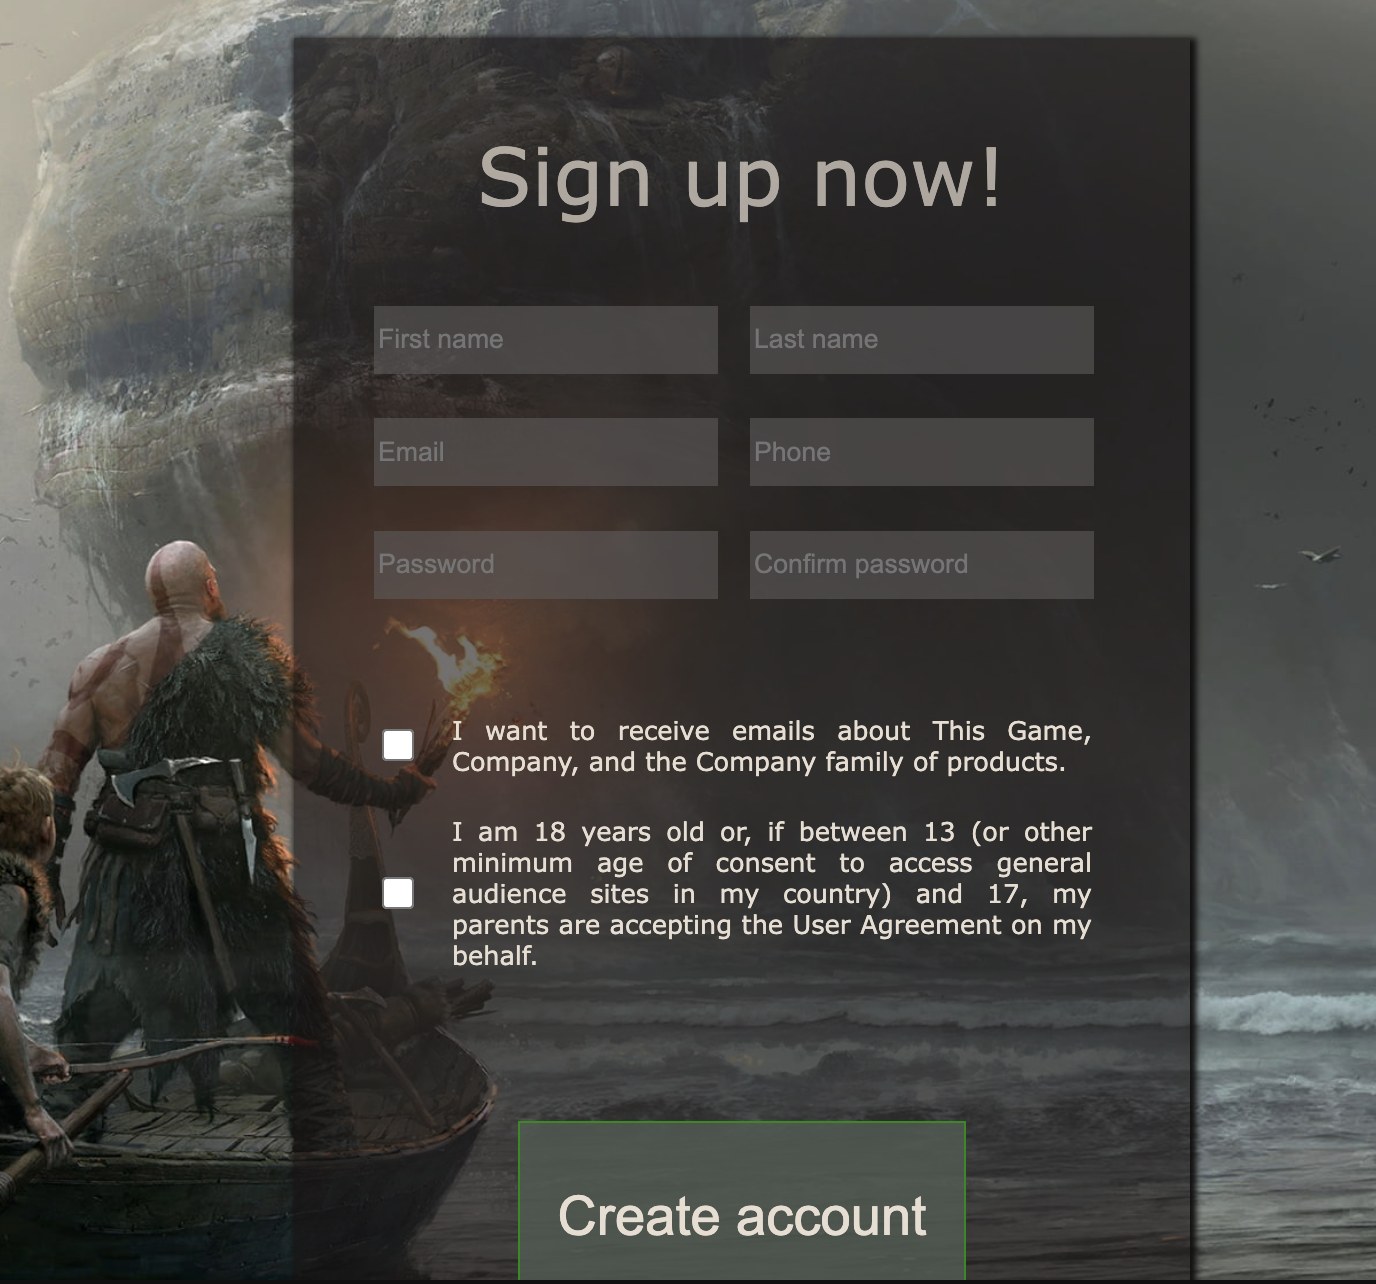 Sign up now!
First name Last name
Email Phone
Password Confirm password
I want to receive emails about This Game,
Company, and the Company family of products.
I am 18 years old or, if between 13 (or other
minimum age of consent to access general
audience sites in my country) and 17, my
parents are accepting the User Agreement on my
behalf.
Create account